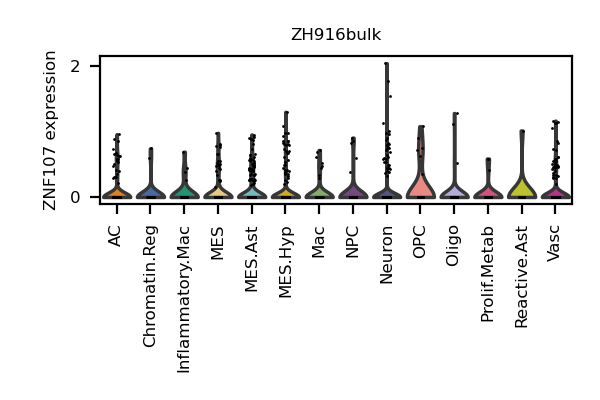 ZH916bulk
ZNF107 expression
2
0
AC
Chromatin.Reg
Inflammatory.Mac
MES
MES.Ast
MES.Hyp
Mac
NPC
Neuron
OPC
Oligo
Prolif.Metab
Reactive.Ast
Vasc